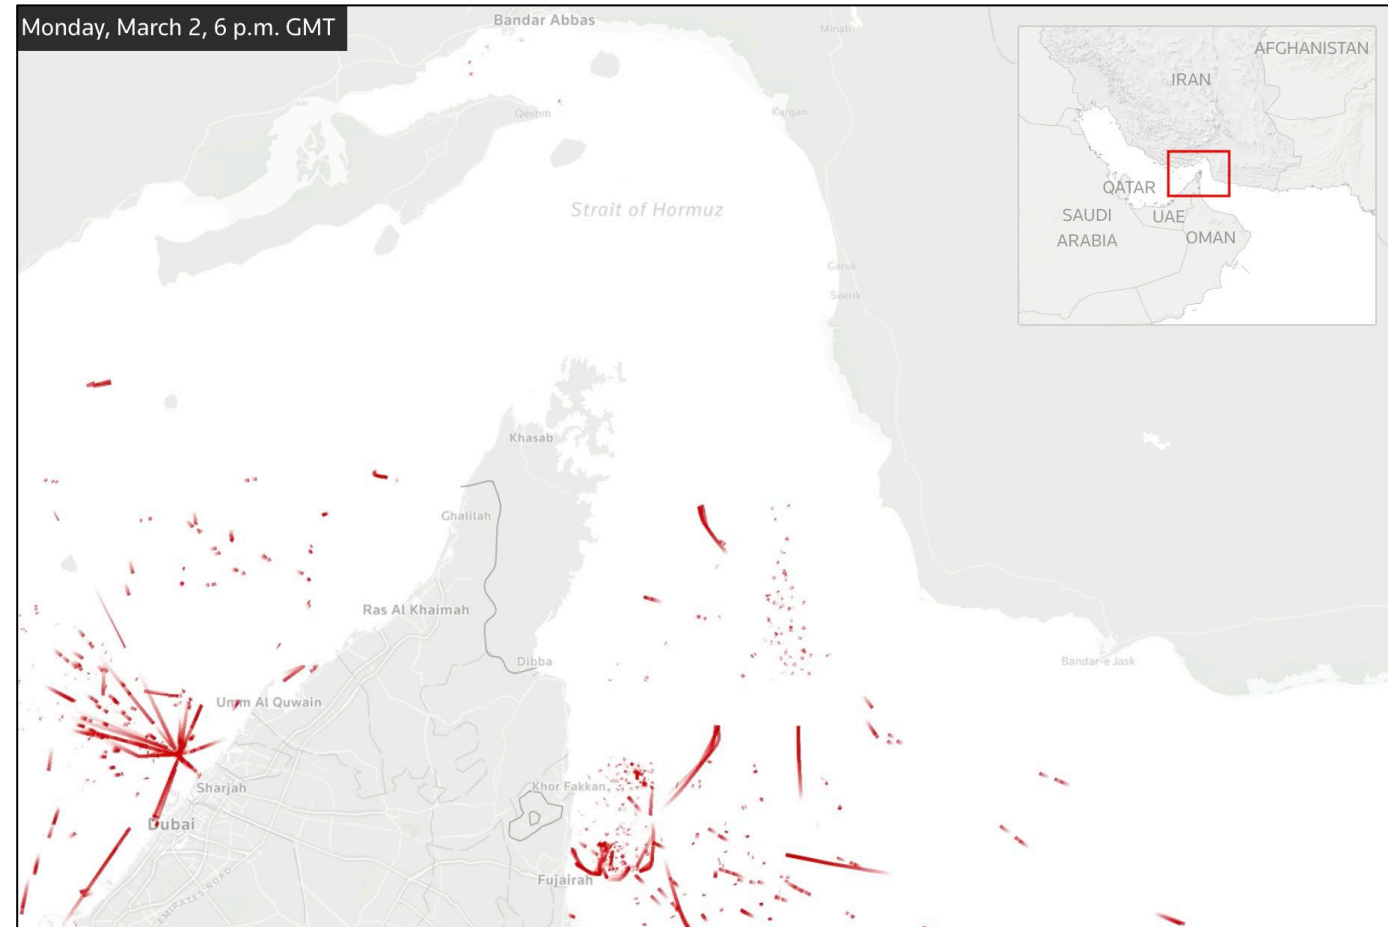 Monday, March 2, 6 p.m. GMT
Bandar Abbas
Minab
AFGHANISTAN
IRAN
Qeshm
Kargan
QATAR
Strait of Hormuz
SAUDI
ARABIA
UAE
OMAN
Garuk
Seerik
Khasab
Ghalilah
Ras Al Khaimah
Dibba
Bandar-e Jask
Umm Al Quwain
Sharjah
Khor Fakkan
Dubai
Fujairah
EMIRATES ROAD